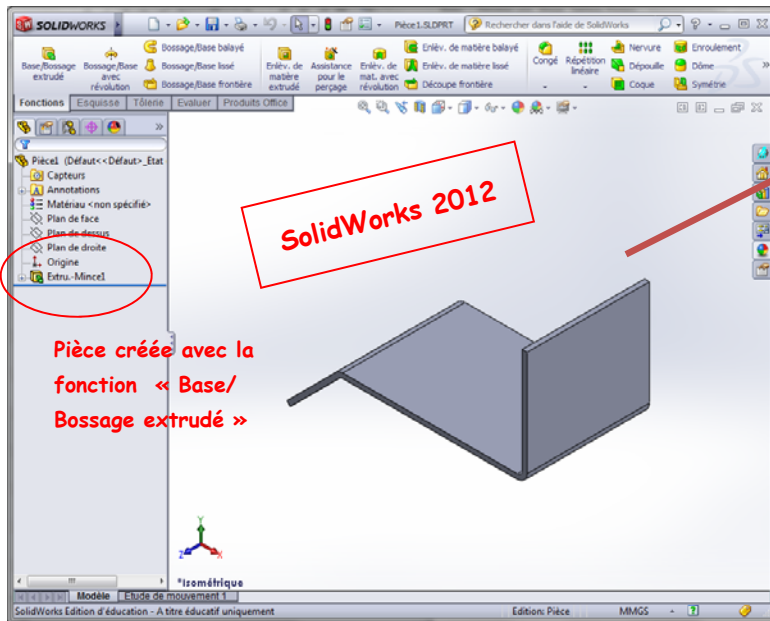 SOLIDWORKS
Pièce1.SLDPRT
Rechercher dans l'aide de SolidWorks
Base/Bossage extrudé
Bossage/Base avec révolution
Bossage/Base balayé
Bossage/Base lissé
Bossage/Base frontière
Enlèv. de matière extrudé
Assistance pour le perçage
Enlèv. de mat. avec révolution
Enlèv. de matière balayé
Enlèv. de matière lissé
Découpe frontière
Congé
Répétition linéaire
Nervure
Dépouille
Coque
Enroulement
Dôme
Symétrie
Fonctions Esquisse Tôlerie Evaluer Produits Office
Pièce1 (Défaut<<Défaut>_Etat
Capteurs
Annotations
Matériau <non spécifié>
Plan de face
Plan de dessus
Plan de droite
Origine
Extru.-Mince1
SolidWorks 2012
Pièce créée avec la
fonction « Base/
Bossage extrudé »
Y
Z
X
*Isométrique
Modèle Etude de mouvement 1
SolidWorks Edition d'éducation - A titre éducatif uniquement
Edition: Pièce
MMGS